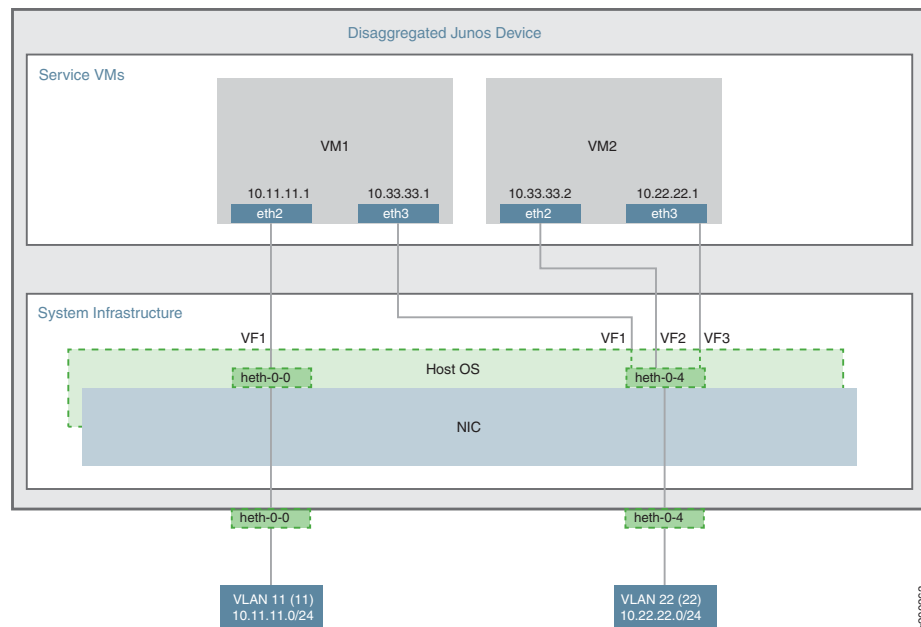 Disaggregated Junos Device
Service VMs
VM1
VM2
10.11.11.1
10.33.33.1
10.33.33.2
10.22.22.1
eth2
eth3
eth2
eth3
System Infrastructure
VF1
VF1
VF2
VF3
Host OS
heth-0-0
heth-0-4
NIC
heth-0-0
heth-0-4
VLAN 11 (11)
10.11.11.0/24
VLAN 22 (22)
10.22.22.0/24